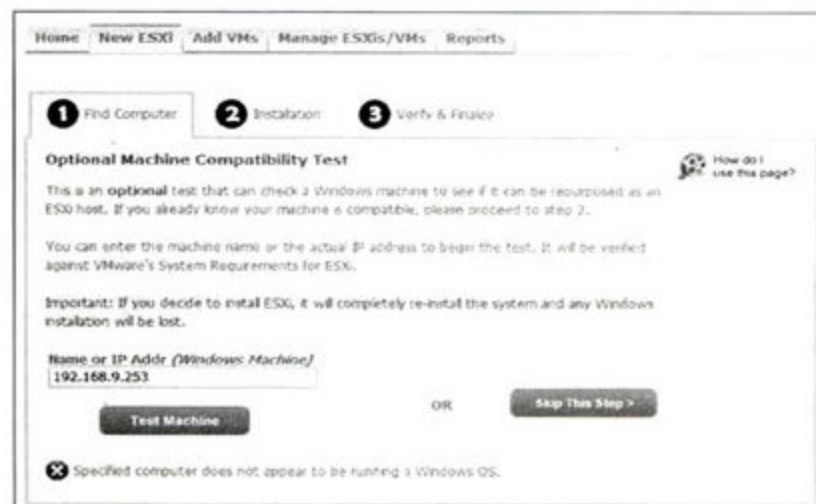 Home New ESXi Add VMs Manage ESXis/VMs Reports
1 Find Computer 2 Installation 3 Verify & Finalize
Optional Machine Compatibility Test
How do I
use this page?
This is an optional test that can check a Windows machine to see if it can be repurposed as an
ESXi host. If you already know your machine is compatible, please proceed to step 2.
You can enter the machine name or the actual IP address to begin the test. It will be verified
against VMware's System Requirements for ESXi.
Important: If you decide to install ESXi, it will completely re-install the system and any Windows
installation will be lost.
Name or IP Addr (Windows Machine)
192.168.9.253
Test Machine OR Skip This Step >
Specified computer does not appear to be running a Windows OS.